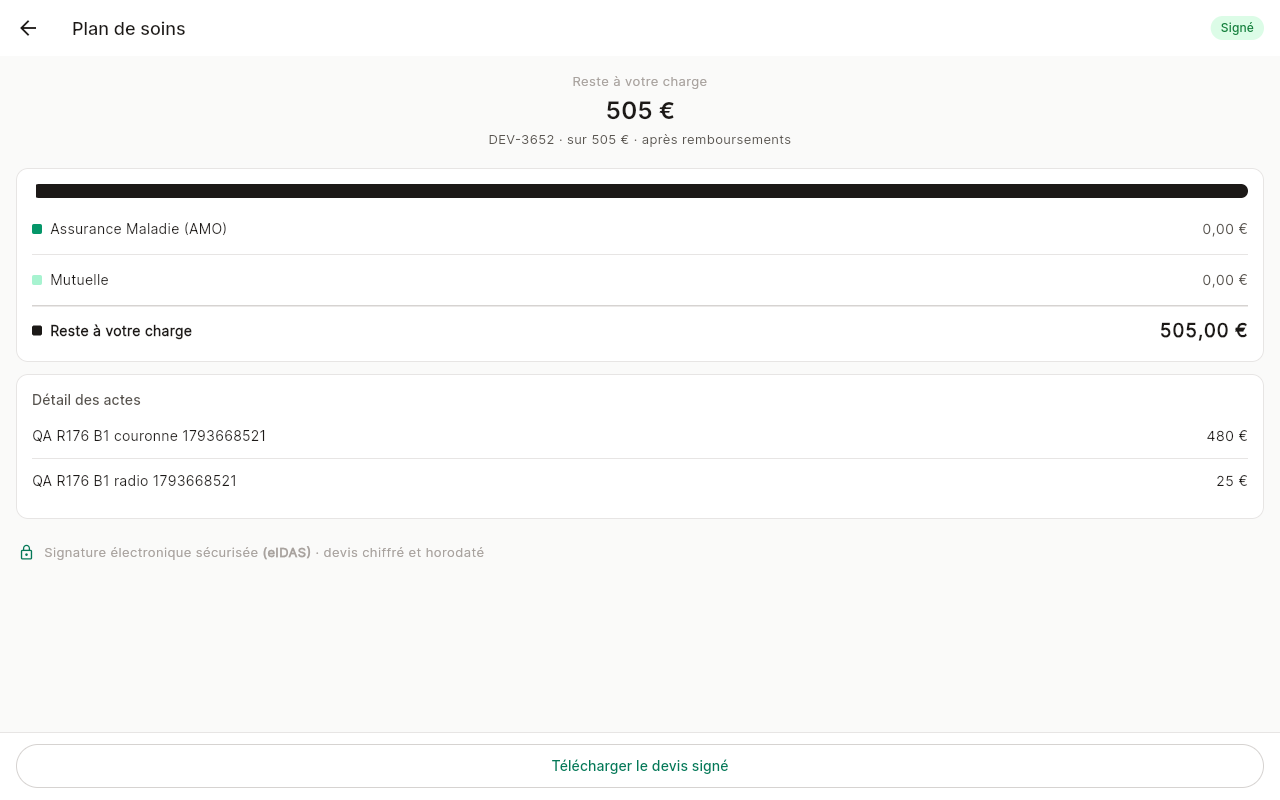 Plan de soins
Signé
Reste à votre charge
505 €
DEV-3652 · sur 505 € · après remboursements
Assurance Maladie (AMO) 0,00 €
Mutuelle 0,00 €
Reste à votre charge 505,00 €
Détail des actes
QA R176 B1 couronne 1793668521 480 €
QA R176 B1 radio 1793668521 25 €
Signature électronique sécurisée (eIDAS) · devis chiffré et horodaté
Télécharger le devis signé